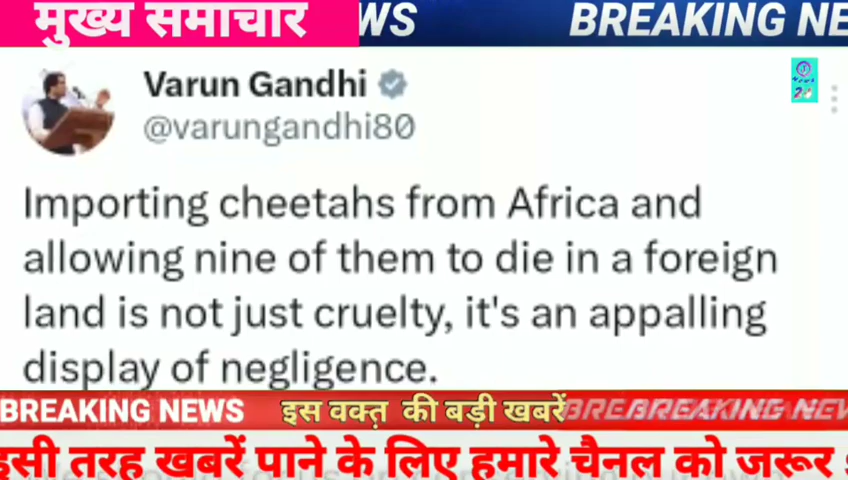 मुख्य समाचार
WS
BREAKING NE
Varun Gandhi
@varungandhi80
Importing cheetahs from Africa and
allowing nine of them to die in a foreign
land is not just cruelty, it's an appalling
display of negligence.
BREAKING NEWS इस वक्त़ की बड़ी खबरें BREAKING NEW
इसी तरह खबरें पाने के लिए हमारे चैनल को जरूर